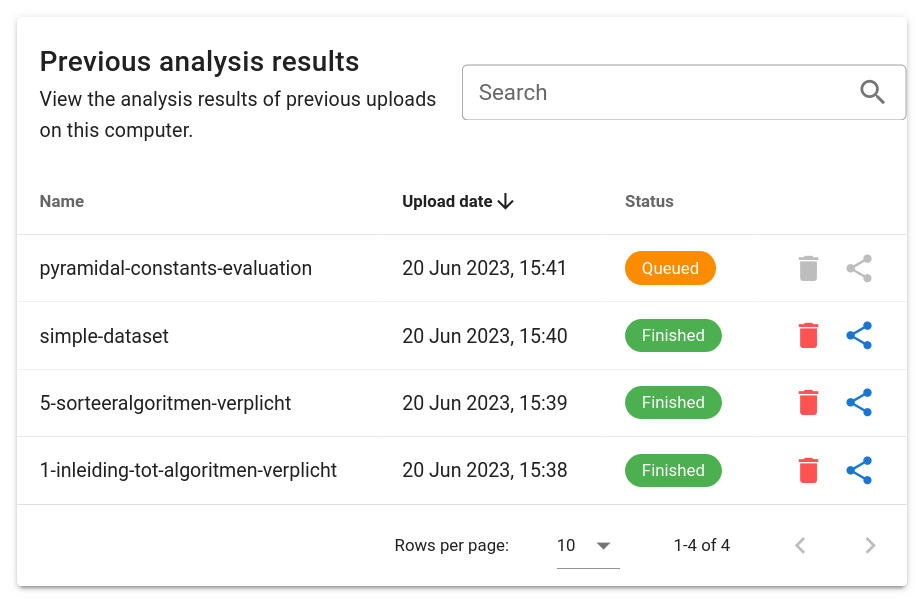 Previous analysis results
View the analysis results of previous uploads
on this computer.
Search
Name Upload date Status
pyramidal-constants-evaluation 20 Jun 2023, 15:41 Queued
simple-dataset 20 Jun 2023, 15:40 Finished
5-sorteeralgoritmen-verplicht 20 Jun 2023, 15:39 Finished
1-inleiding-tot-algoritmen-verplicht 20 Jun 2023, 15:38 Finished
Rows per page: 10 1-4 of 4